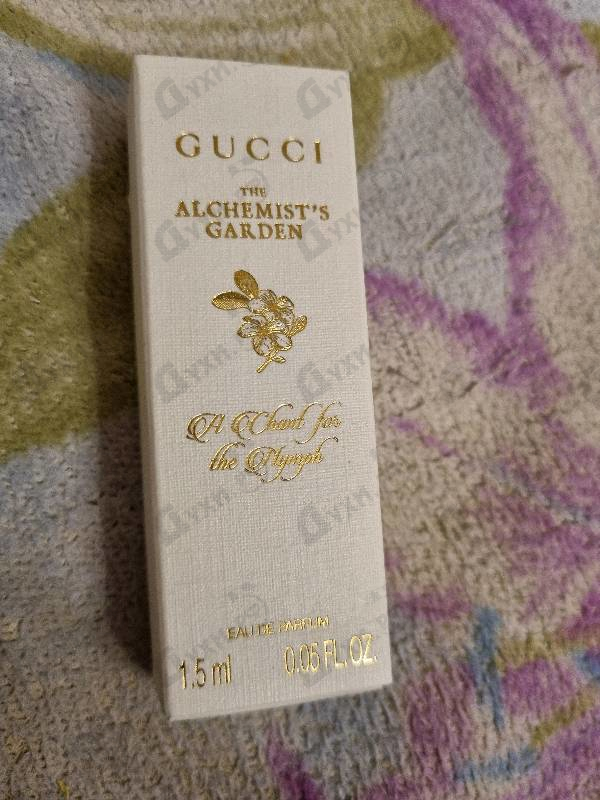 GUCCI
THE
ALCHEMIST'S
GARDEN
A Chant for
the Nymph
EAU DE PARFUM
1.5 ml 0.05 FL. OZ.